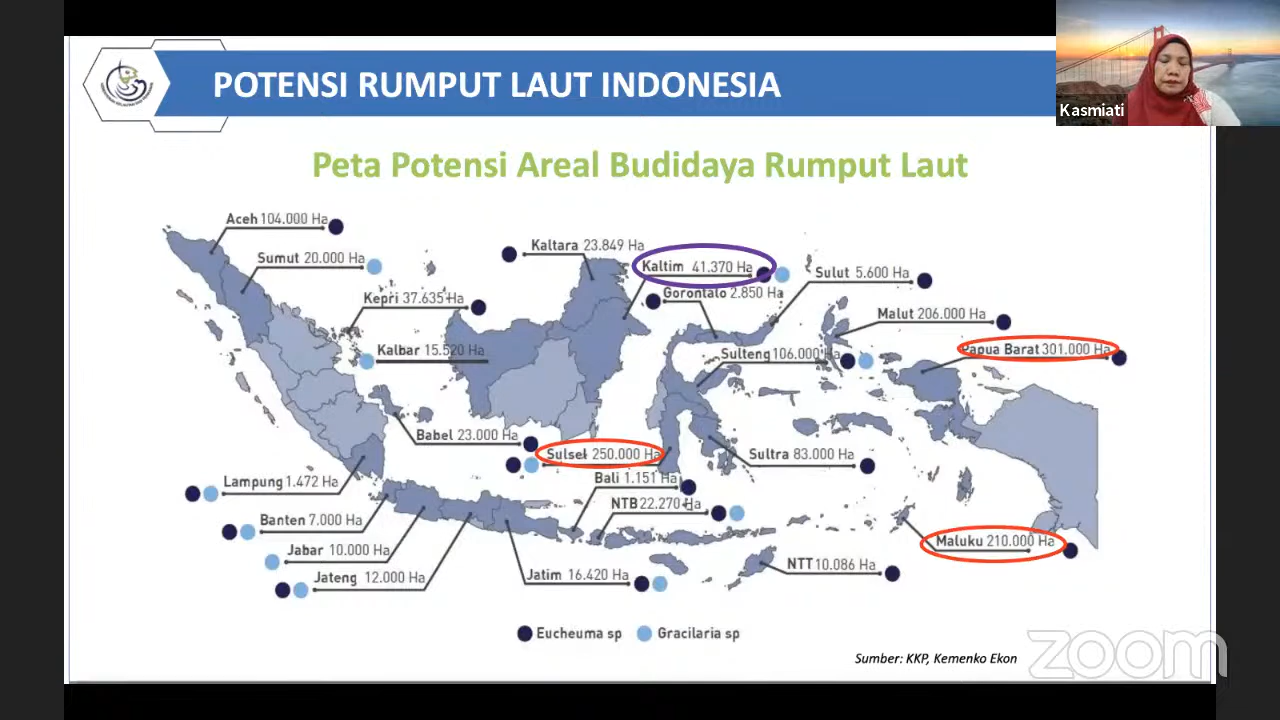 POTENSI RUMPUT LAUT INDONESIA
Kasmiati
Peta Potensi Areal Budidaya Rumput Laut
Aceh 104.000 Ha
Sumut 20.000 Ha
Kepri 37.635 Ha
Kalbar 15.520 Ha
Kaltara 23.849 Ha
Kaltim 41.370 Ha
Gorontalo 2.850 Ha
Sulut 5.600 Ha
Malut 206.000 Ha
Papua Barat 301.000 Ha
Sulteng 106.000 Ha
Babel 23.000 Ha
Sulsel 250.000 Ha
Sultra 83.000 Ha
Lampung 1.472 Ha
Bali 1.151 Ha
NTB 22.270 Ha
Banten 7.000 Ha
Maluku 210.000 Ha
Jabar 10.000 Ha
Jateng 12.000 Ha
Jatim 16.420 Ha
NTT 10.086 Ha
Eucheuma sp
Gracilaria sp
Sumber: KKP, Kemenko Ekon
zoom